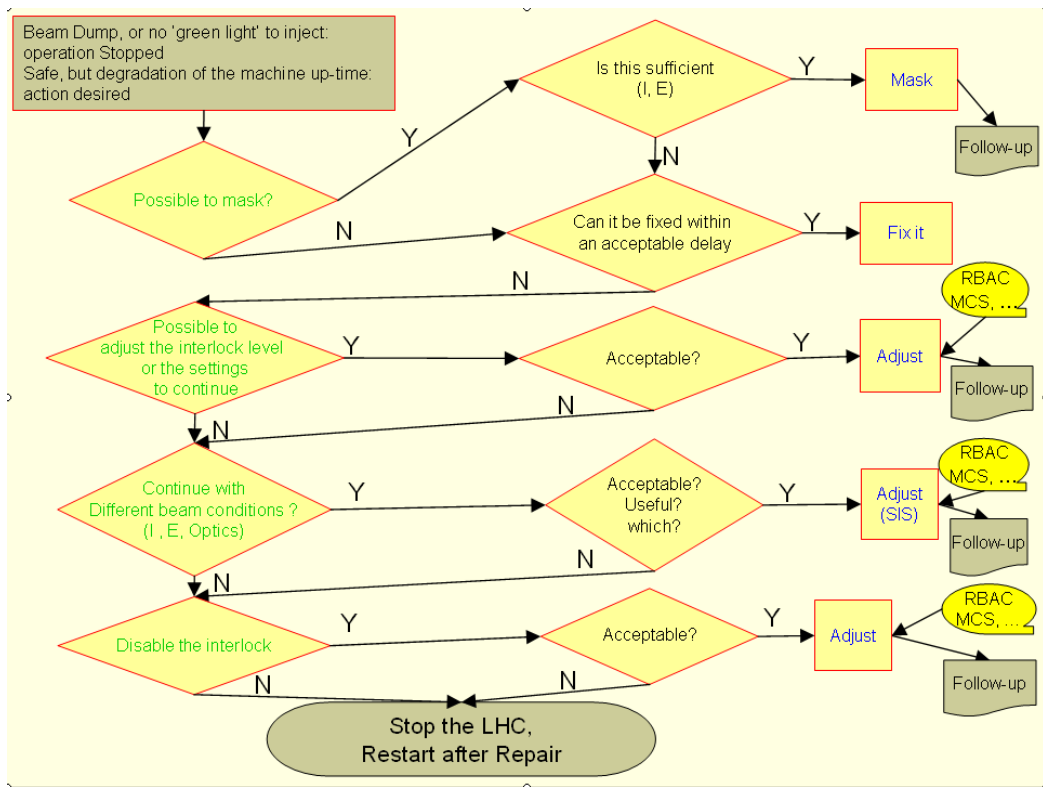 Beam Dump, or no 'green light' to inject:
operation Stopped
Safe, but degradation of the machine up-time:
action desired
Is this sufficient
(I, E)
Y
Mask
Follow-up
Y
N
Possible to mask?
N
Can it be fixed within
an acceptable delay
Y
Fix it
N
RBAC
MCS, ...
Possible to
adjust the interlock level
or the settings
to continue
Y
Acceptable?
Y
Adjust
Follow-up
N
N
RBAC
MCS, ...
Continue with
Different beam conditions ?
(I , E, Optics)
Y
Acceptable?
Useful?
which?
Y
Adjust
(SIS)
Follow-up
N
N
RBAC
MCS, ...
Disable the interlock
Y
Acceptable?
Y
Adjust
Follow-up
N
N
Stop the LHC,
Restart after Repair